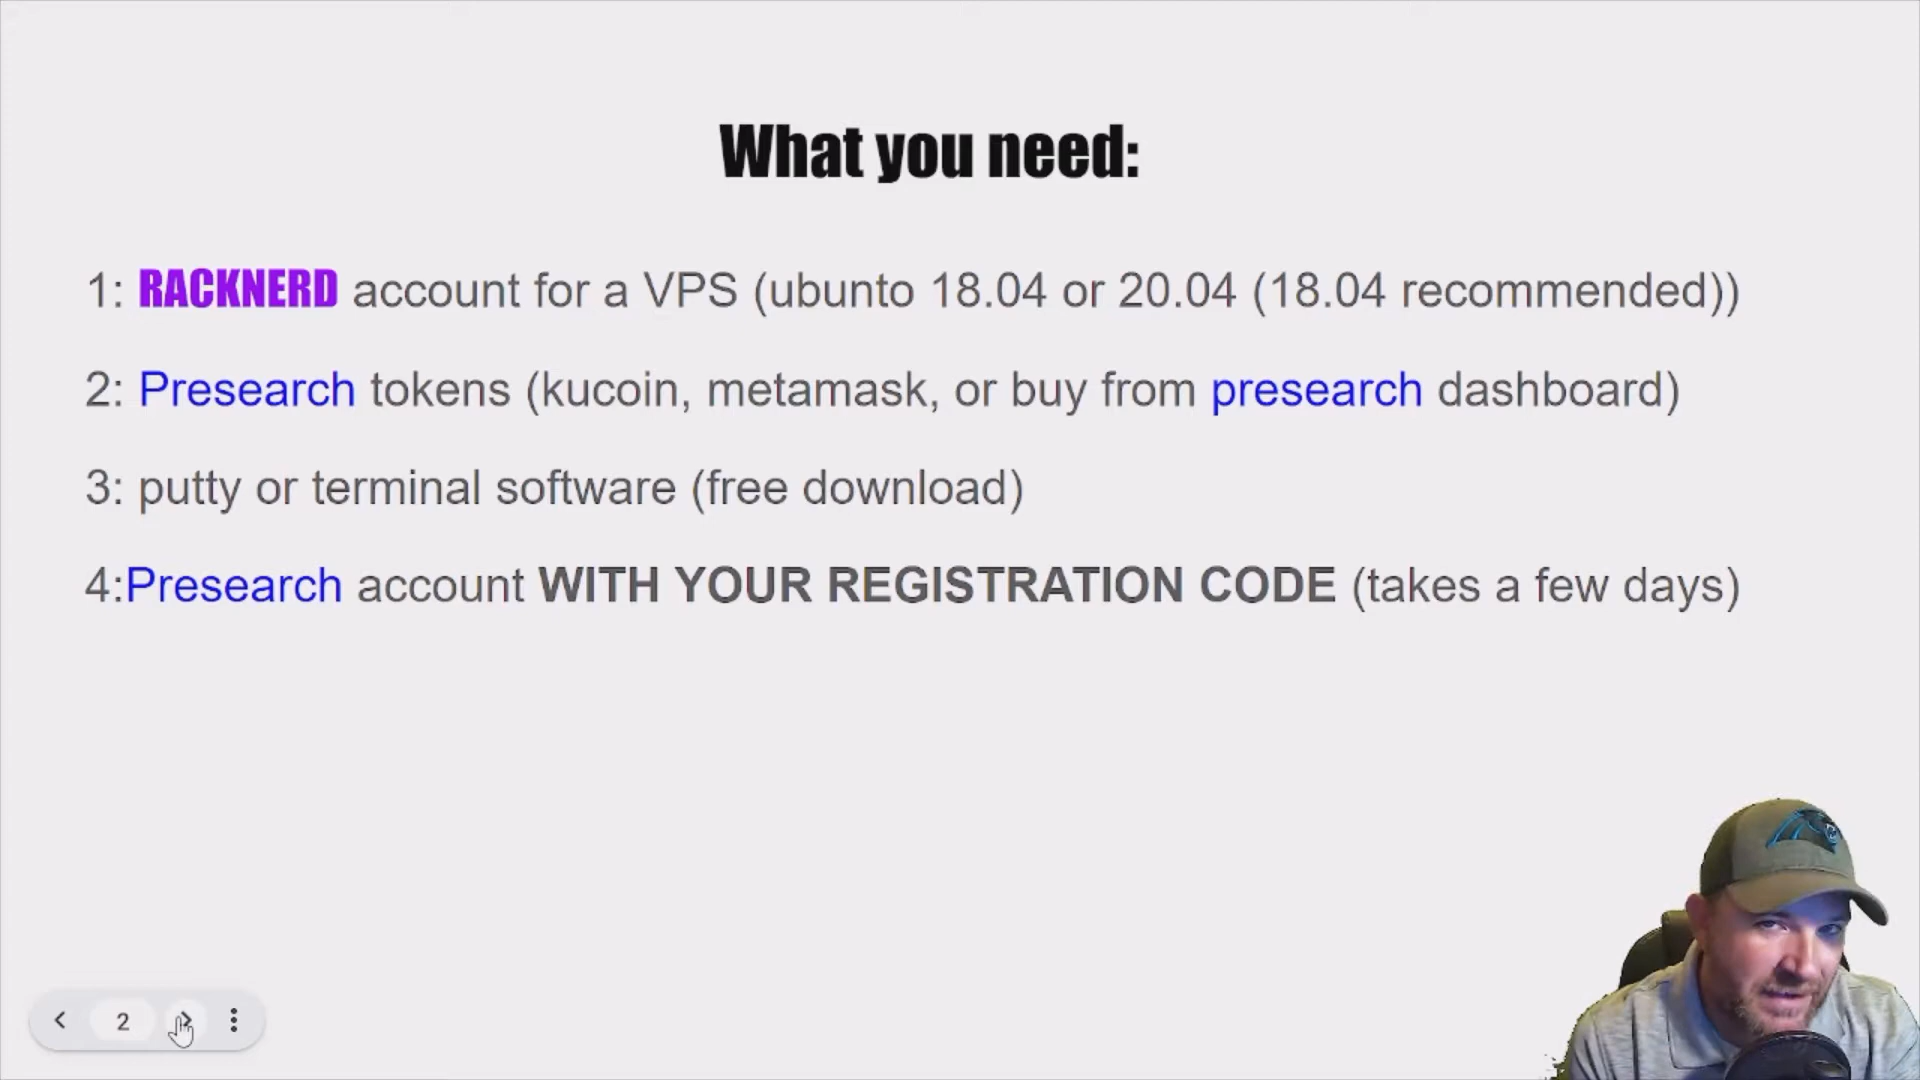 What you need:
1: RACKNERD account for a VPS (ubunto 18.04 or 20.04 (18.04 recommended))
2: Presearch tokens (kucoin, metamask, or buy from presearch dashboard)
3: putty or terminal software (free download)
4:Presearch account WITH YOUR REGISTRATION CODE (takes a few days)
2